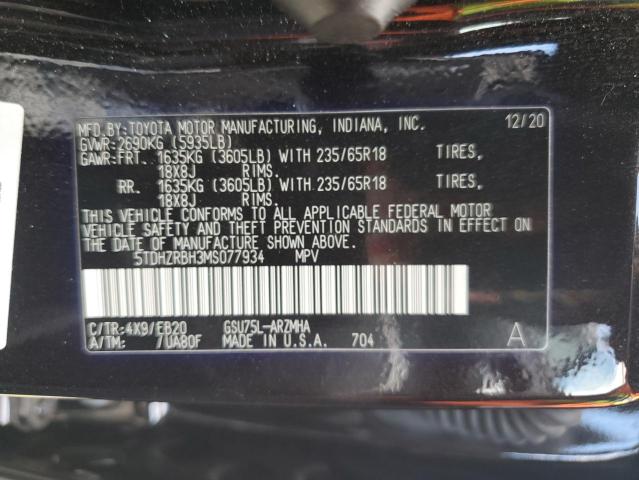 MFD.BY:TOYOTA MOTOR MANUFACTURING, INDIANA, INC. 12/20
GVWR:2690KG (5935LB)
GAWR:FRT. 1635KG (3605LB) WITH 235/65R18 TIRES,
18X8J RIMS.
RR. 1635KG (3605LB) WITH 235/65R18 TIRES,
18X8J RIMS.
THIS VEHICLE CONFORMS TO ALL APPLICABLE FEDERAL MOTOR
VEHICLE SAFETY AND THEFT PREVENTION STANDARDS IN EFFECT ON
THE DATE OF MANUFACTURE SHOWN ABOVE.
5TDHZRBH3MS077934 MPV
C/TR:4X9/EB20 GSU75L-ARZMHA
A/TM: /UA80F MADE IN U.S.A. 704 A